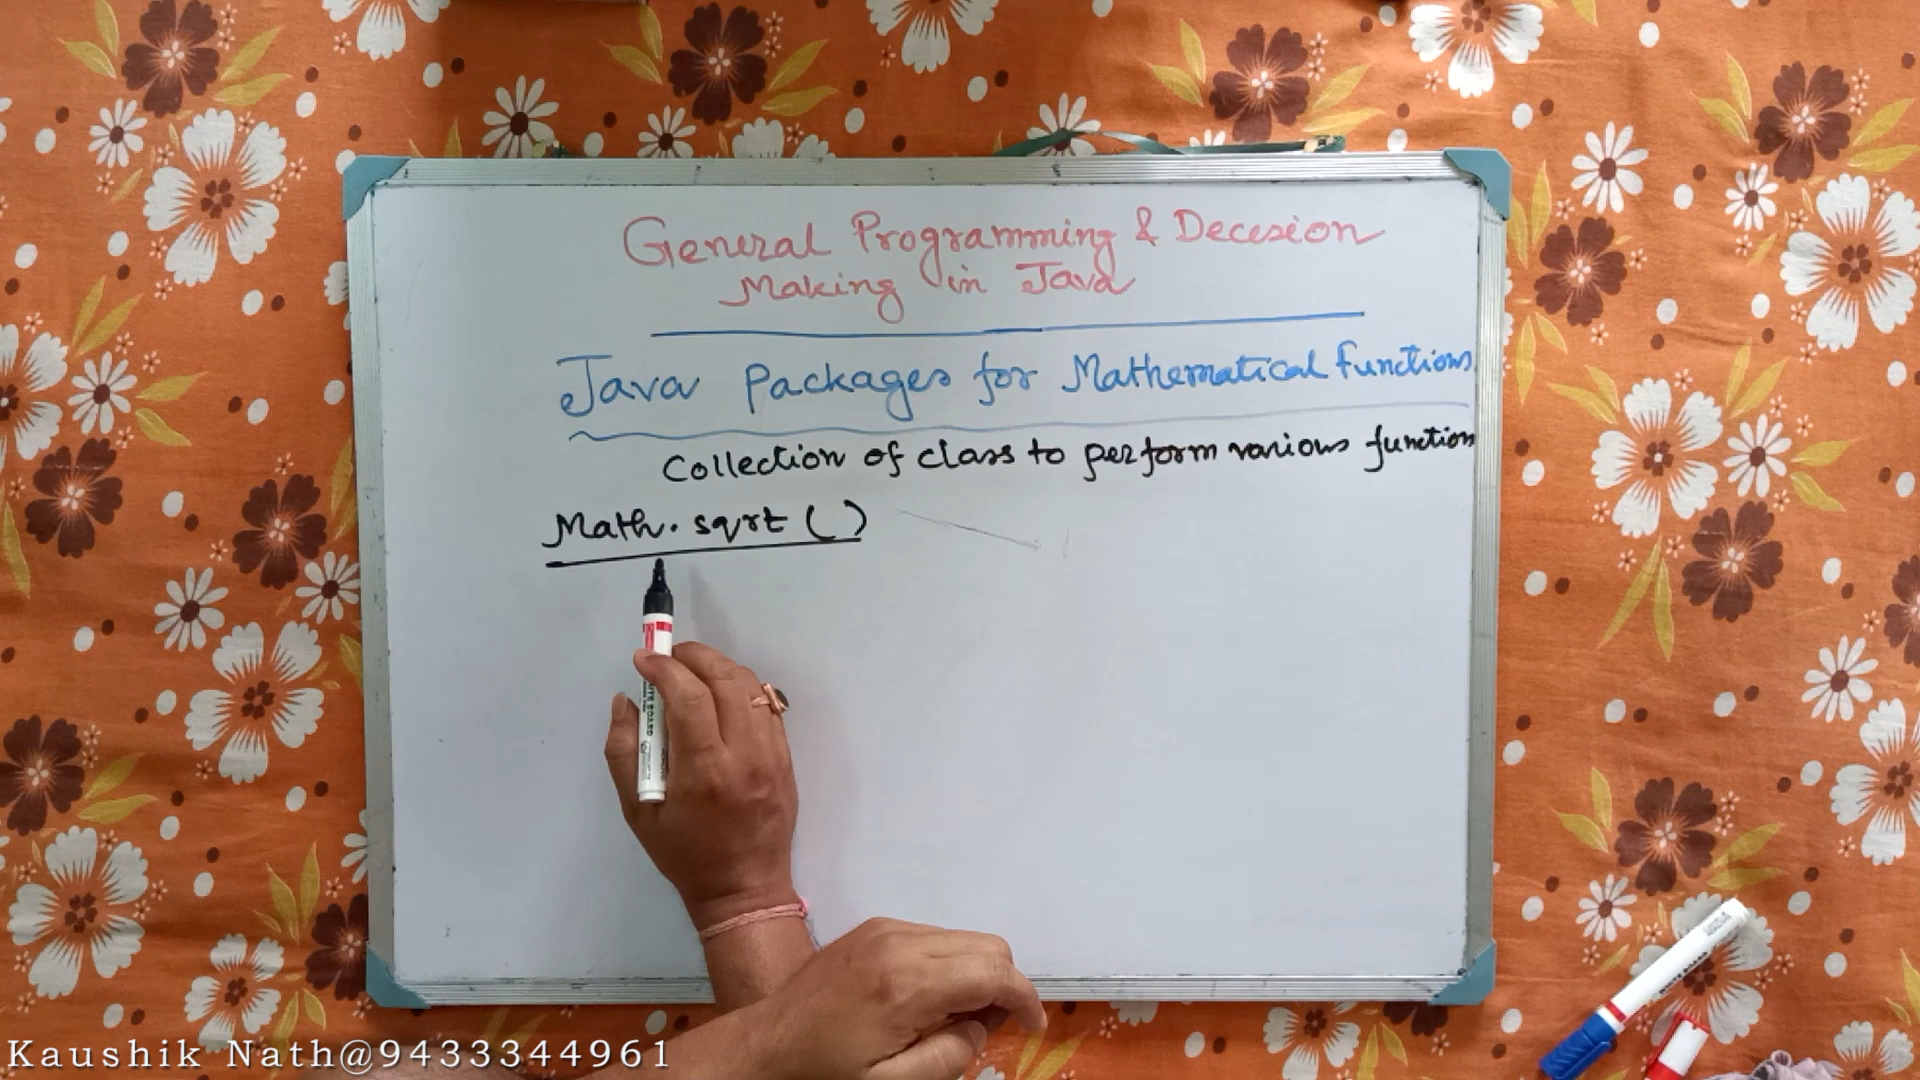 General Programming & Decesion
Making in Java
Java Packages for Mathematical functions
Collection of class to perform various function
Math. sqrt ( )
Kaushik Nath@9433344961